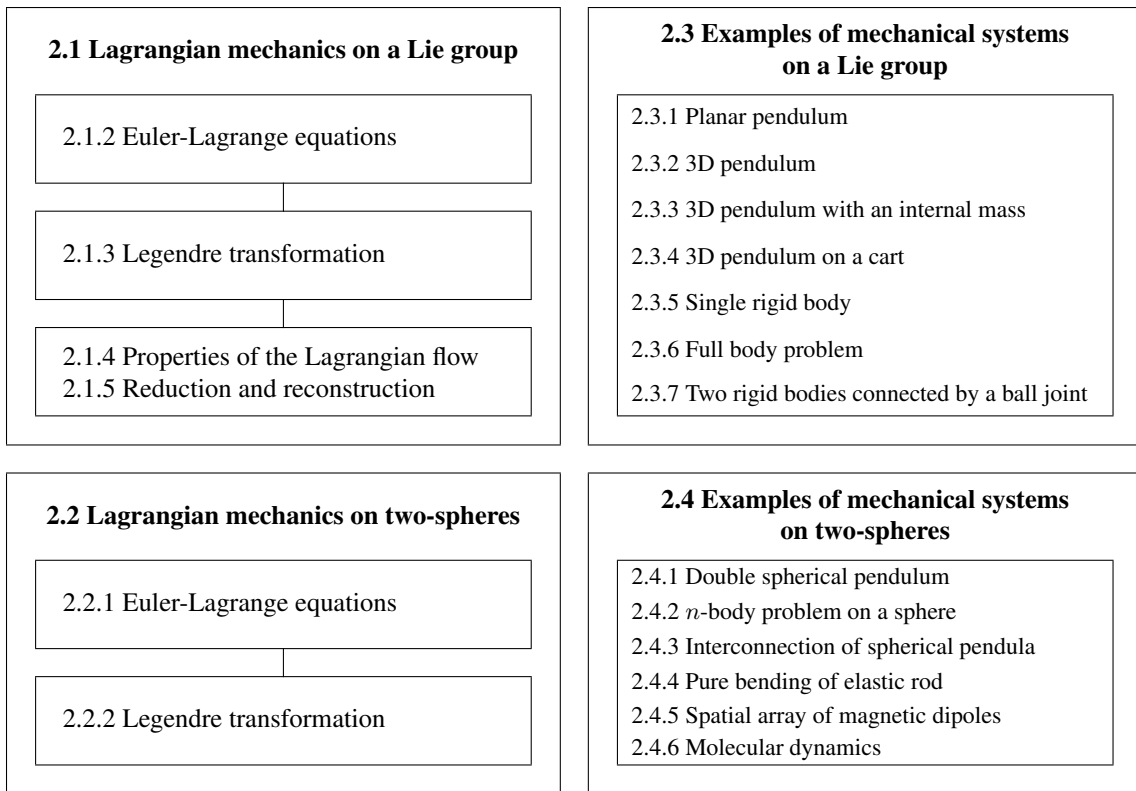 2.1 Lagrangian mechanics on a Lie group
2.1.2 Euler-Lagrange equations
2.1.3 Legendre transformation
2.1.4 Properties of the Lagrangian flow
2.1.5 Reduction and reconstruction
2.3 Examples of mechanical systems
on a Lie group
2.3.1 Planar pendulum
2.3.2 3D pendulum
2.3.3 3D pendulum with an internal mass
2.3.4 3D pendulum on a cart
2.3.5 Single rigid body
2.3.6 Full body problem
2.3.7 Two rigid bodies connected by a ball joint
2.2 Lagrangian mechanics on two-spheres
2.2.1 Euler-Lagrange equations
2.2.2 Legendre transformation
2.4 Examples of mechanical systems
on two-spheres
2.4.1 Double spherical pendulum
2.4.2 n-body problem on a sphere
2.4.3 Interconnection of spherical pendula
2.4.4 Pure bending of elastic rod
2.4.5 Spatial array of magnetic dipoles
2.4.6 Molecular dynamics